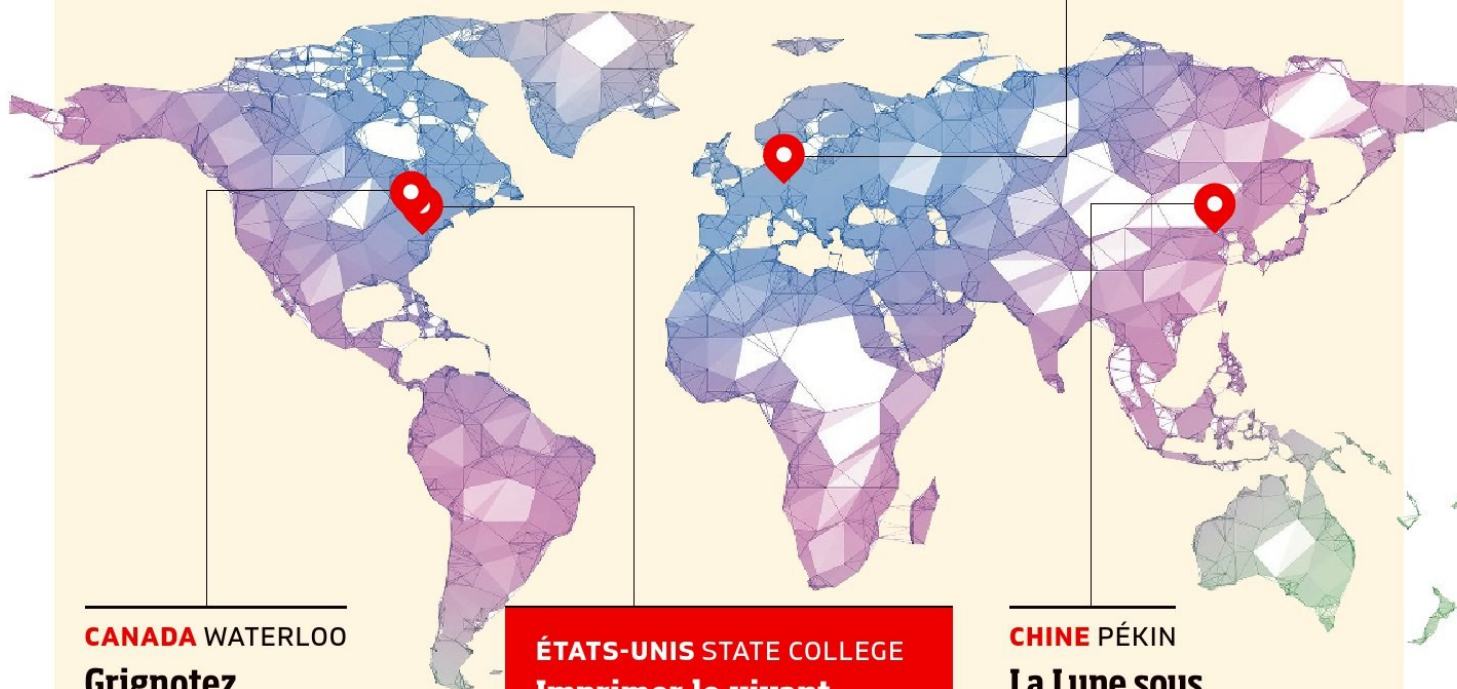 CANADA WATERLOO
Grignotez
ÉTATS-UNIS STATE COLLEGE
Imprimer le vivant
CHINE PÉKIN
La Lune sous